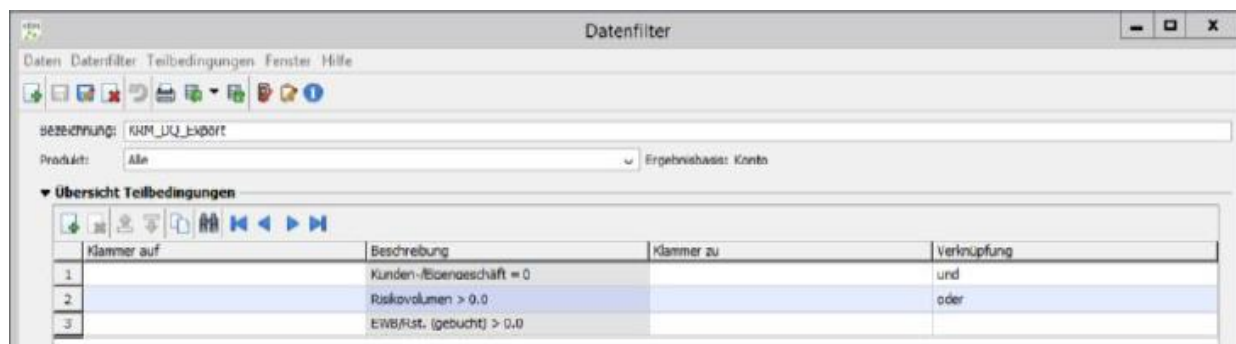 Datenfilter
Daten Datenfilter Teilbedingungen Fenster Hilfe
Bezeichnung: KRM_DQ_Export
Produkt: Alle Ergebnisbasis: Konto
Übersicht Teilbedingungen
Klammer auf Beschreibung Klammer zu Verknüpfung
1 Kunden-/Eigengeschäft = 0 und
2 Risikovolumen > 0.0 oder
3 EWB/Rst. (gebucht) > 0.0